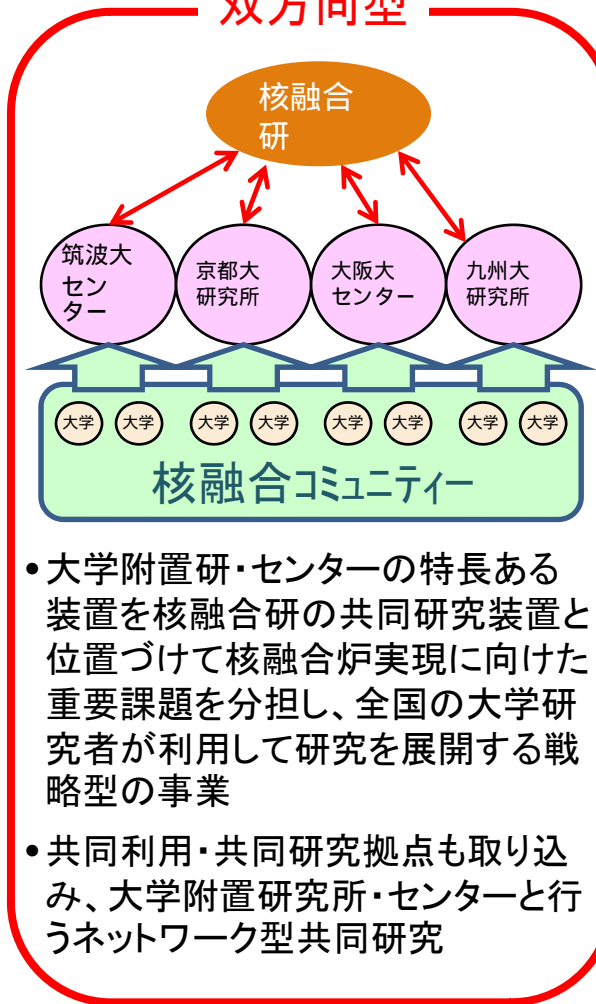 双方向型
核融合
研
筑波大
セン
ター
京都大
研究所
大阪大
センター
九州大
研究所
大学 大学 大学 大学 大学 大学 大学 大学
核融合コミュニティー
•大学附置研・センターの特長ある
装置を核融合研の共同研究装置と
位置づけて核融合炉実現に向けた
重要課題を分担し、全国の大学研
究者が利用して研究を展開する戦
略型の事業
•共同利用・共同研究拠点も取り込
み、大学附置研究所・センターと行
うネットワーク型共同研究